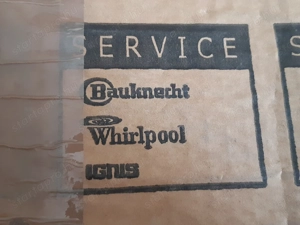 SERVICE S
Bauknecht
Whirlpool
IGNIS